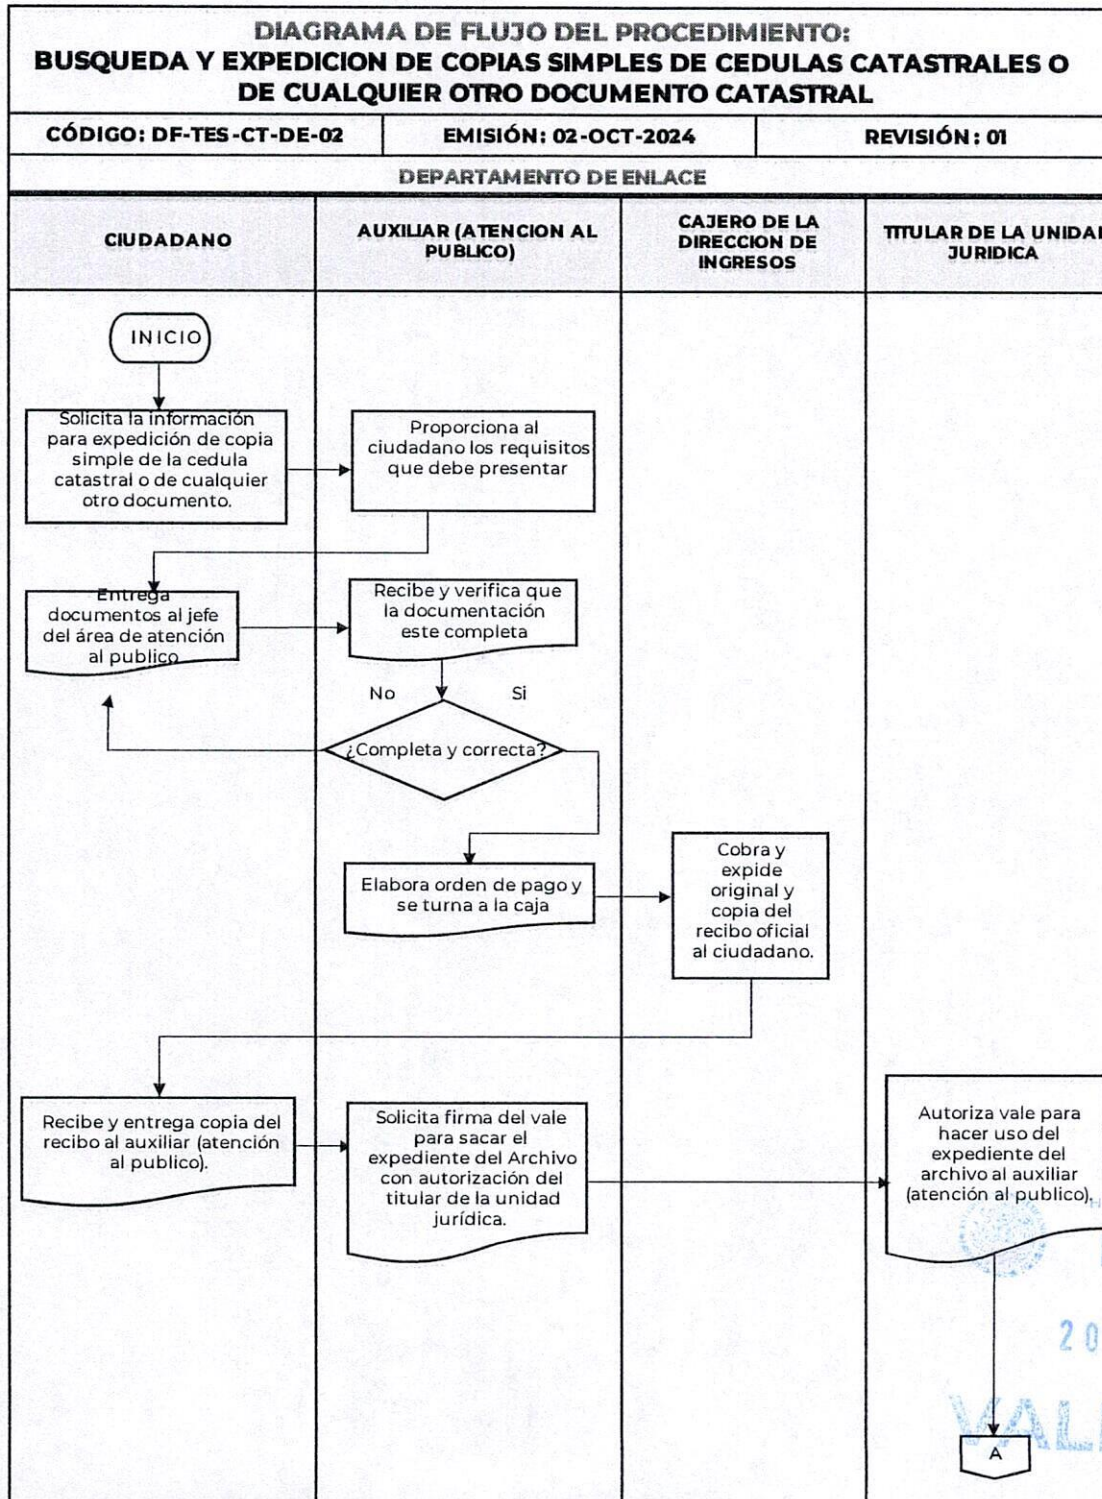 DIAGRAMA DE FLUJO DEL PROCEDIMIENTO:
BUSQUEDA Y EXPEDICION DE COPIAS SIMPLES DE CEDULAS CATASTRALES O
DE CUALQUIER OTRO DOCUMENTO CATASTRAL
CÓDIGO: DF-TES-CT-DE-02
EMISIÓN: 02-OCT-2024
REVISIÓN: 01
DEPARTAMENTO DE ENLACE
CIUDADANO
AUXILIAR (ATENCION AL
PUBLICO)
CAJERO DE LA
DIRECCION DE
INGRESOS
TITULAR DE LA UNIDAD
JURIDICA
INICIO
Solicita la información
para expedición de copia
simple de la cedula
catastral o de cualquier
otro documento.
Proporciona al
ciudadano los requisitos
que debe presentar
Entrega
documentos al jefe
del área de atención
al publico
Recibe y verifica que
la documentación
este completa
No
Si
¿Completa y correcta?
Elabora orden de pago y
se turna a la caja
Cobra y
expide
original y
copia del
recibo oficial
al ciudadano.
Recibe y entrega copia del
recibo al auxiliar (atención
al publico).
Solicita firma del vale
para sacar el
expediente del Archivo
con autorización del
titular de la unidad
jurídica.
Autoriza vale para
hacer uso del
expediente del
archivo al auxiliar
(atención al publico).
20
VAL
A